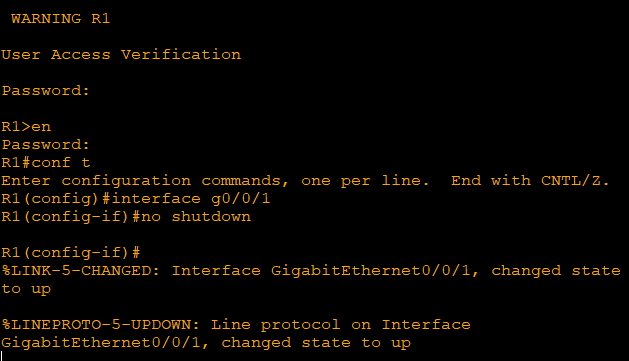 WARNING R1
User Access Verification
Password:
R1>en
Password:
R1#conf t
Enter configuration commands, one per line.  End with CNTL/Z.
R1(config)#interface g0/0/1
R1(config-if)#no shutdown
R1(config-if)#
%LINK-5-CHANGED: Interface GigabitEthernet0/0/1, changed state
to up
%LINEPROTO-5-UPDOWN: Line protocol on Interface
GigabitEthernet0/0/1, changed state to up